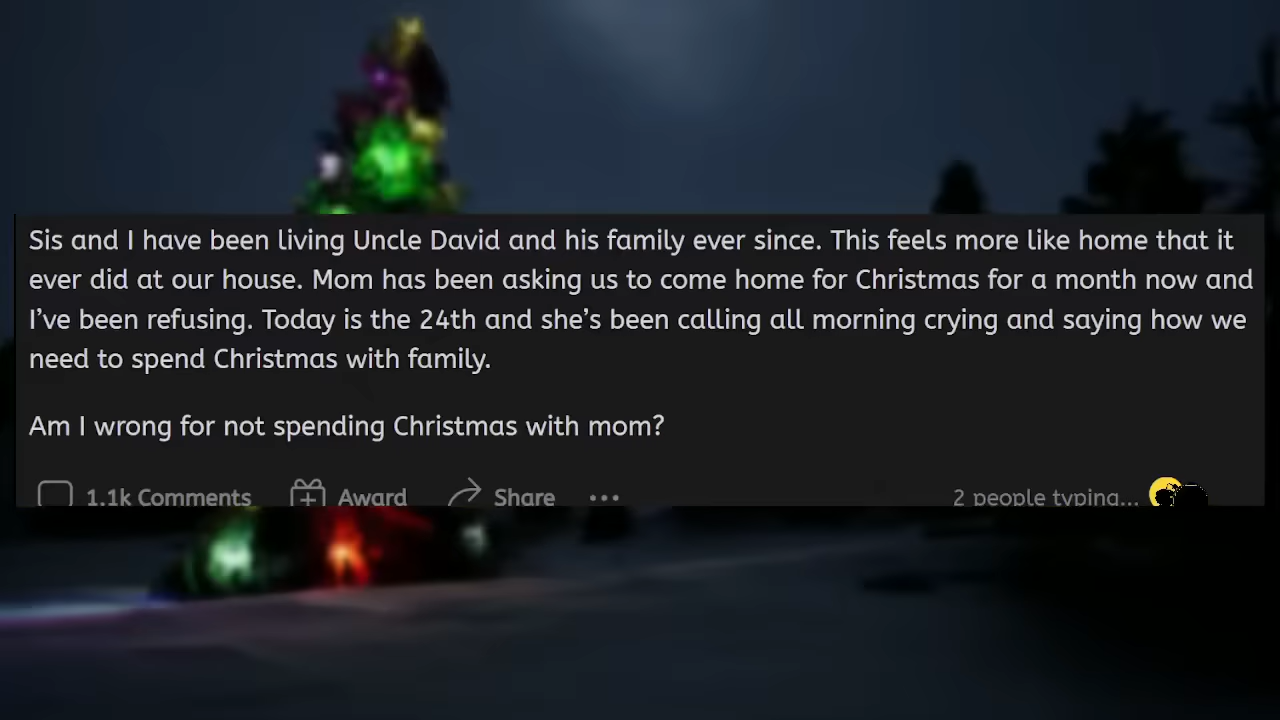 Sis and I have been living Uncle David and his family ever since. This feels more like home that it
ever did at our house. Mom has been asking us to come home for Christmas for a month now and
I’ve been refusing. Today is the 24th and she’s been calling all morning crying and saying how we
need to spend Christmas with family.
Am I wrong for not spending Christmas with mom?
1.1k Comments Award Share ••• 2 people typing...